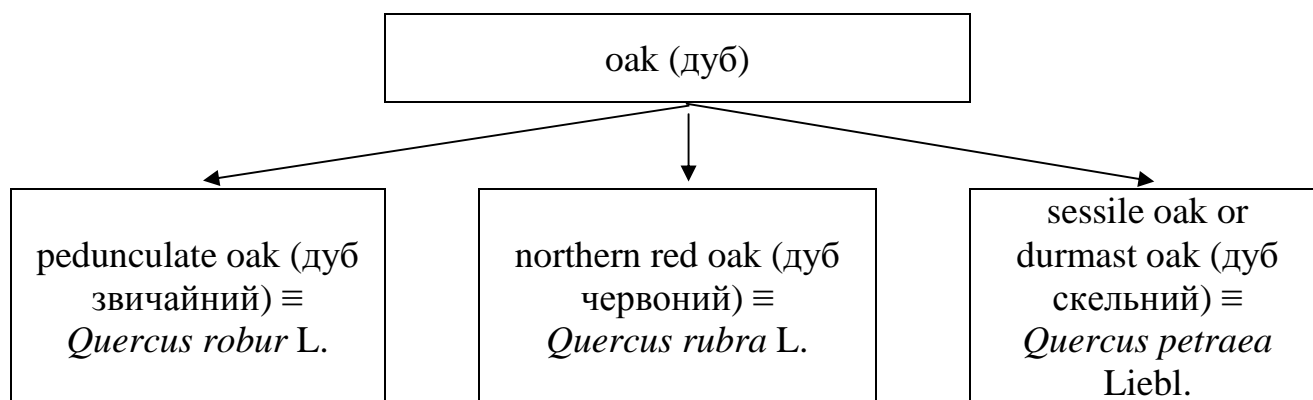 oak (дуб)
pedunculate oak (дуб
звичайний) ≡
Quercus robur L.
northern red oak (дуб
червоний) ≡
Quercus rubra L.
sessile oak or
durmast oak (дуб
скельний) ≡
Quercus petraea
Liebl.